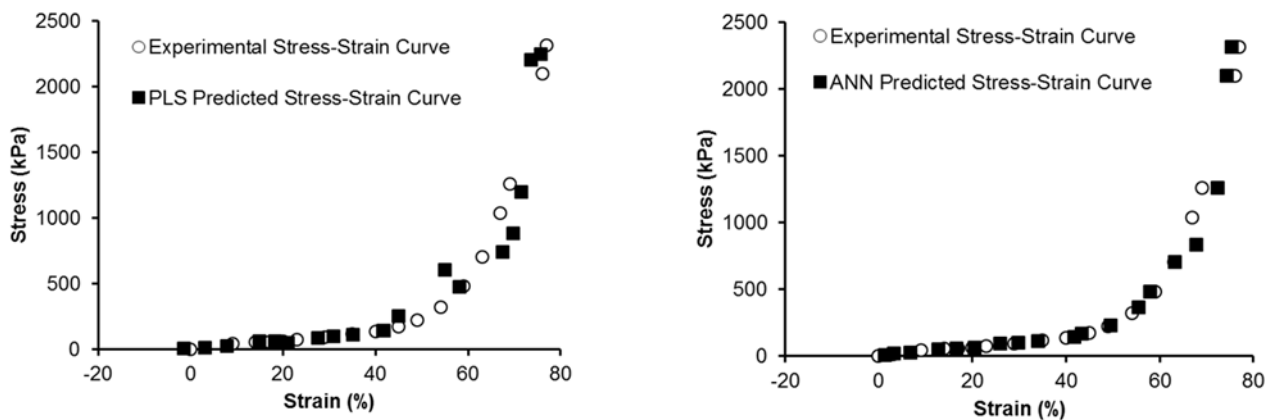 2500
Experimental Stress-Strain Curve
PLS Predicted Stress-Strain Curve
2000
1500
1000
500
0
-20 0 20 40 60 80
Stress (kPa)
Strain (%)
2500
Experimental Stress-Strain Curve
ANN Predicted Stress-Strain Curve
2000
1500
1000
500
0
-20 0 20 40 60 80
Stress (kPa)
Strain (%)